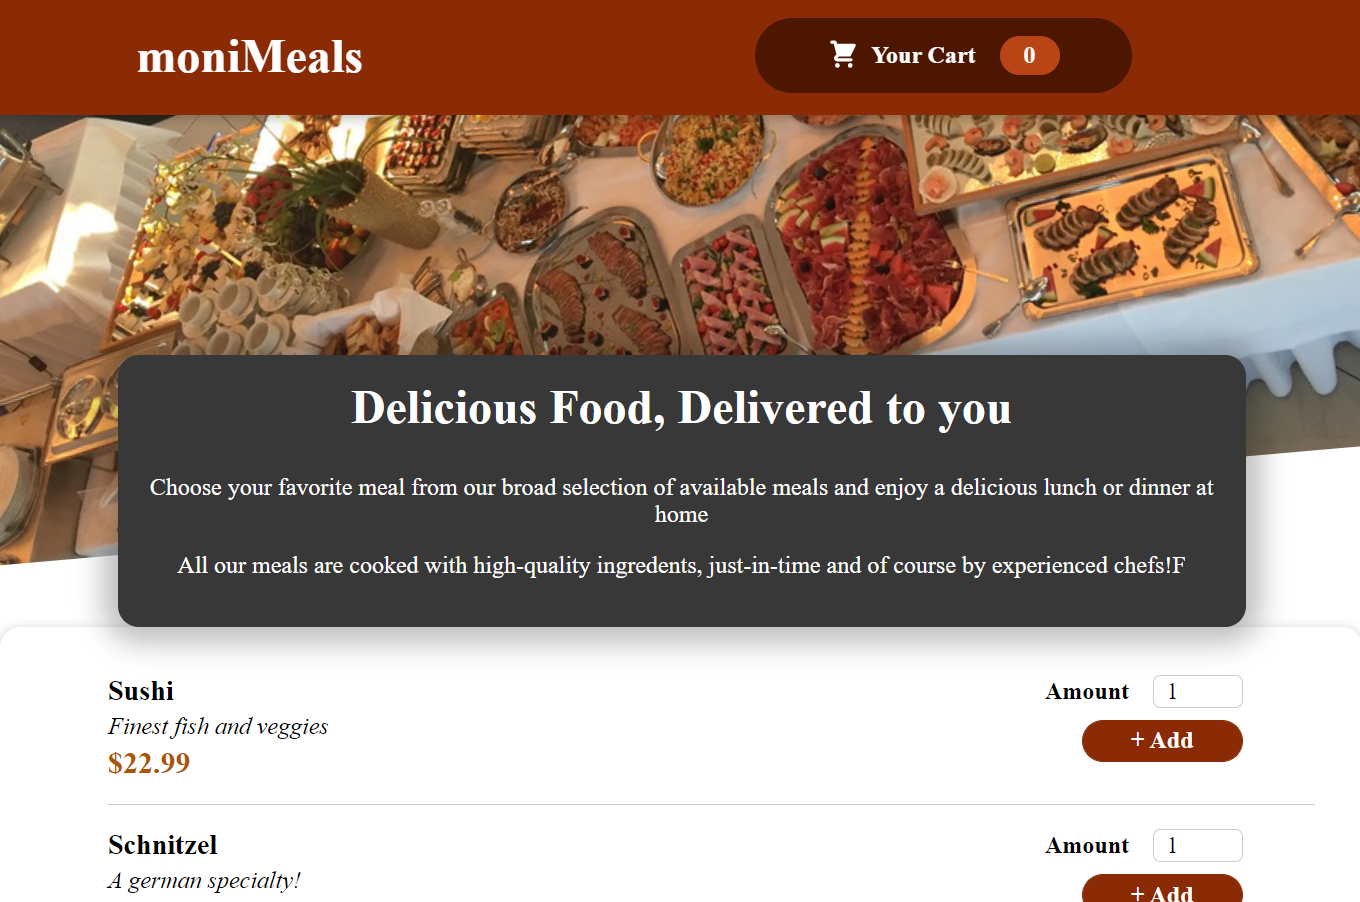 moniMeals
Your Cart 0
Delicious Food, Delivered to you
Choose your favorite meal from our broad selection of available meals and enjoy a delicious lunch or dinner at
home
All our meals are cooked with high-quality ingredents, just-in-time and of course by experienced chefs!F
Sushi
Amount 1
Finest fish and veggies
+ Add
$22.99
Schnitzel
Amount 1
A german specialty!
+ Add